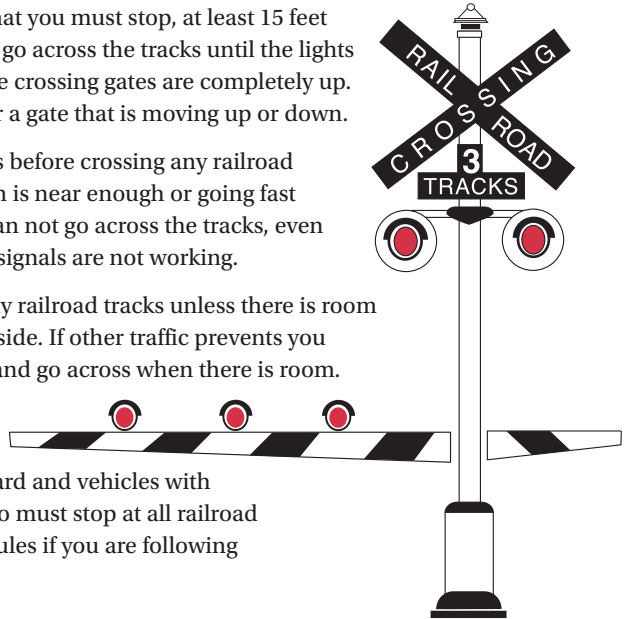 hat you must stop, at least 15 feet
go across the tracks until the lights
e crossing gates are completely up.
r a gate that is moving up or down.
s before crossing any railroad
n is near enough or going fast
an not go across the tracks, even
signals are not working.
y railroad tracks unless there is room
side. If other traffic prevents you
and go across when there is room.
ard and vehicles with
o must stop at all railroad
ules if you are following
RAIL ROAD
CROSSING
3
TRACKS